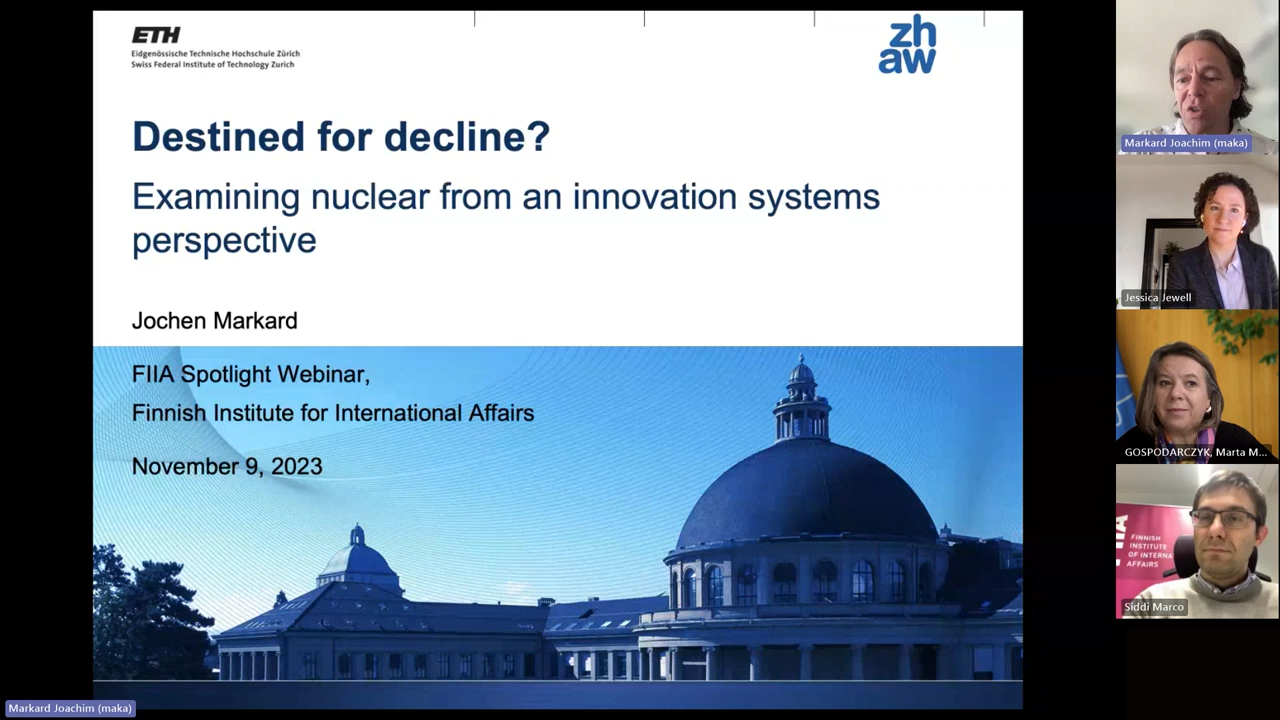 ETH
Eidgenössische Technische Hochschule Zürich
Swiss Federal Institute of Technology Zurich
zh
aw
Destined for decline?
Examining nuclear from an innovation systems
perspective
Jochen Markard
FIIA Spotlight Webinar,
Finnish Institute for International Affairs
November 9, 2023
Markard Joachim (maka)
Jessica Jewell
GOSPODARCZYK, Marta M...
FINNISH
INSTITUTE
OF INTERNA
AFFAIRS
Siddi Marco
Markard Joachim (maka)